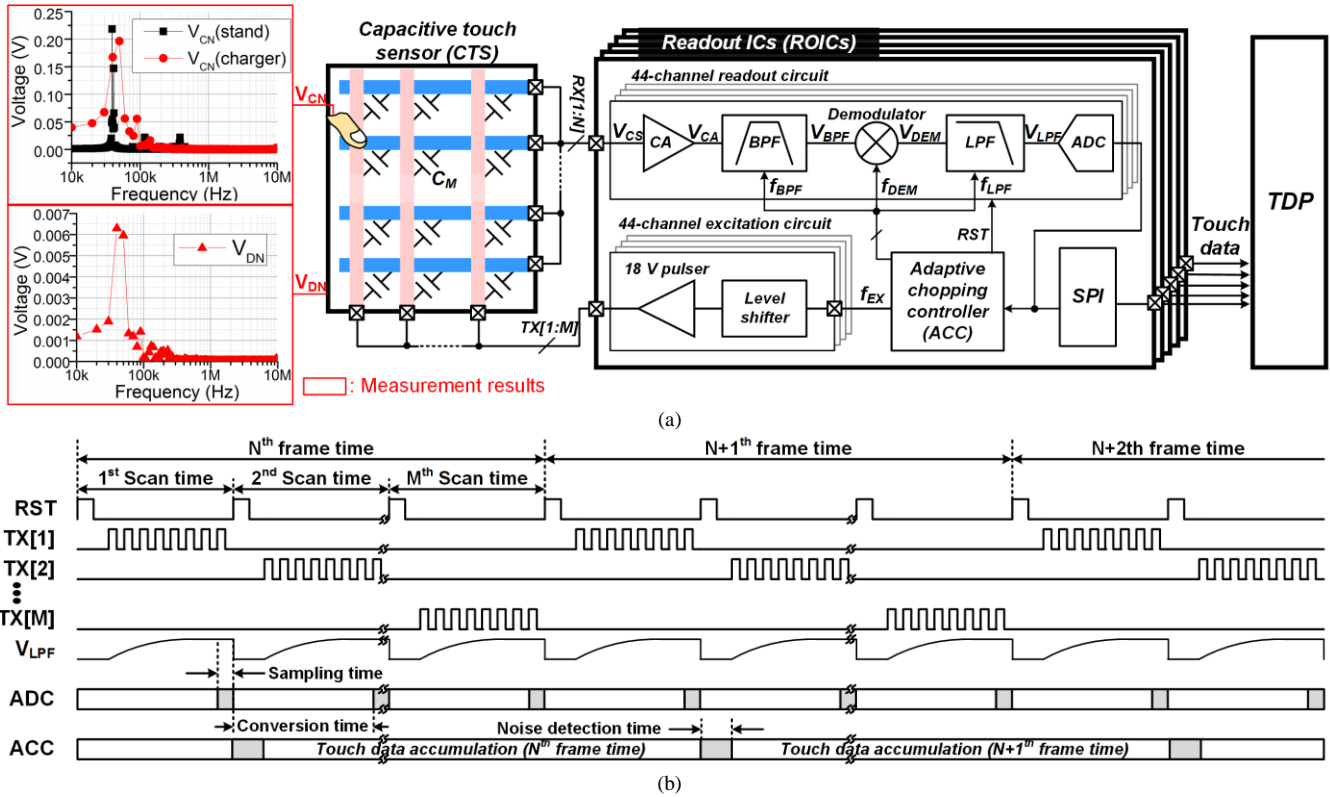 0.25
0.20
0.15
0.10
0.05
0.00
Voltage (V)
V_CN(stand)
V_CN(charger)
10k 100k 1M 10M
Frequency (Hz)
0.007
0.006
0.005
0.004
0.003
0.002
0.001
0.000
Voltage (V)
V_DN
10k 100k 1M 10M
Frequency (Hz)
Capacitive touch
sensor (CTS)
V_CN
C_M
V_DN
RX[1:N]
TX[1:M]
: Measurement results
Readout ICs (ROICs)
44-channel readout circuit
V_CS CA V_CA BPF V_BPF Demodulator V_DEM LPF V_LPF ADC
f_BPF f_DEM f_LPF
44-channel excitation circuit
18 V pulser
Level
shifter
f_EX
RST
Adaptive
chopping
controller
(ACC)
SPI
Touch
data
TDP
(a)
N^th frame time N+1^th frame time N+2th frame time
1^st Scan time 2^nd Scan time M^th Scan time
RST
TX[1]
TX[2]
TX[M]
V_LPF
Sampling time
ADC
Conversion time Noise detection time
ACC Touch data accumulation (N^th frame time) Touch data accumulation (N+1^th frame time)
(b)